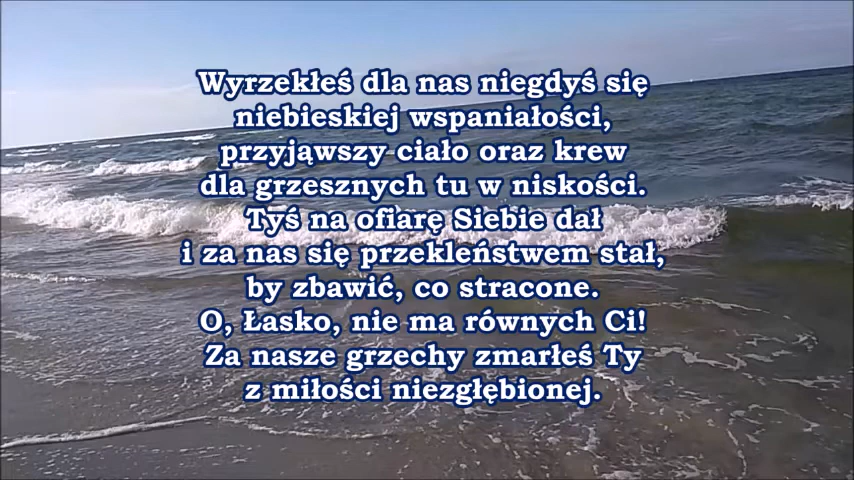 Wyrzekłeś dla nas niegdyś się
niebieskiej wspaniałości,
przyjąwszy ciało oraz krew
dla grzesznych tu w niskości.
Tyś na ofiarę Siebie dał
i za nas się przekleństwem stał,
by zbawić, co stracone.
O, Łasko, nie ma równych Ci!
Za nasze grzechy zmarłeś Ty
z miłości niezgłębionej.